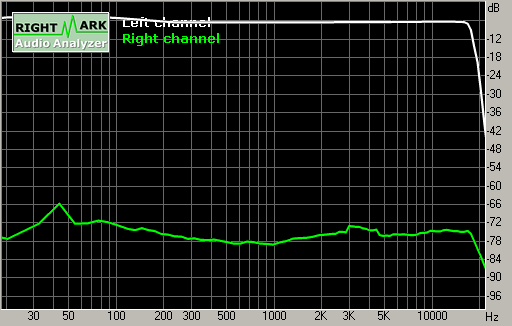 RIGHT MARK
Audio Analyzer
Left channel
Right channel
dB
-12
-18
-24
-30
-36
-42
-48
-54
-60
-66
-72
-78
-84
-90
-96
30 50 100 200 300 500 1000 2K 3K 5K 10000 Hz